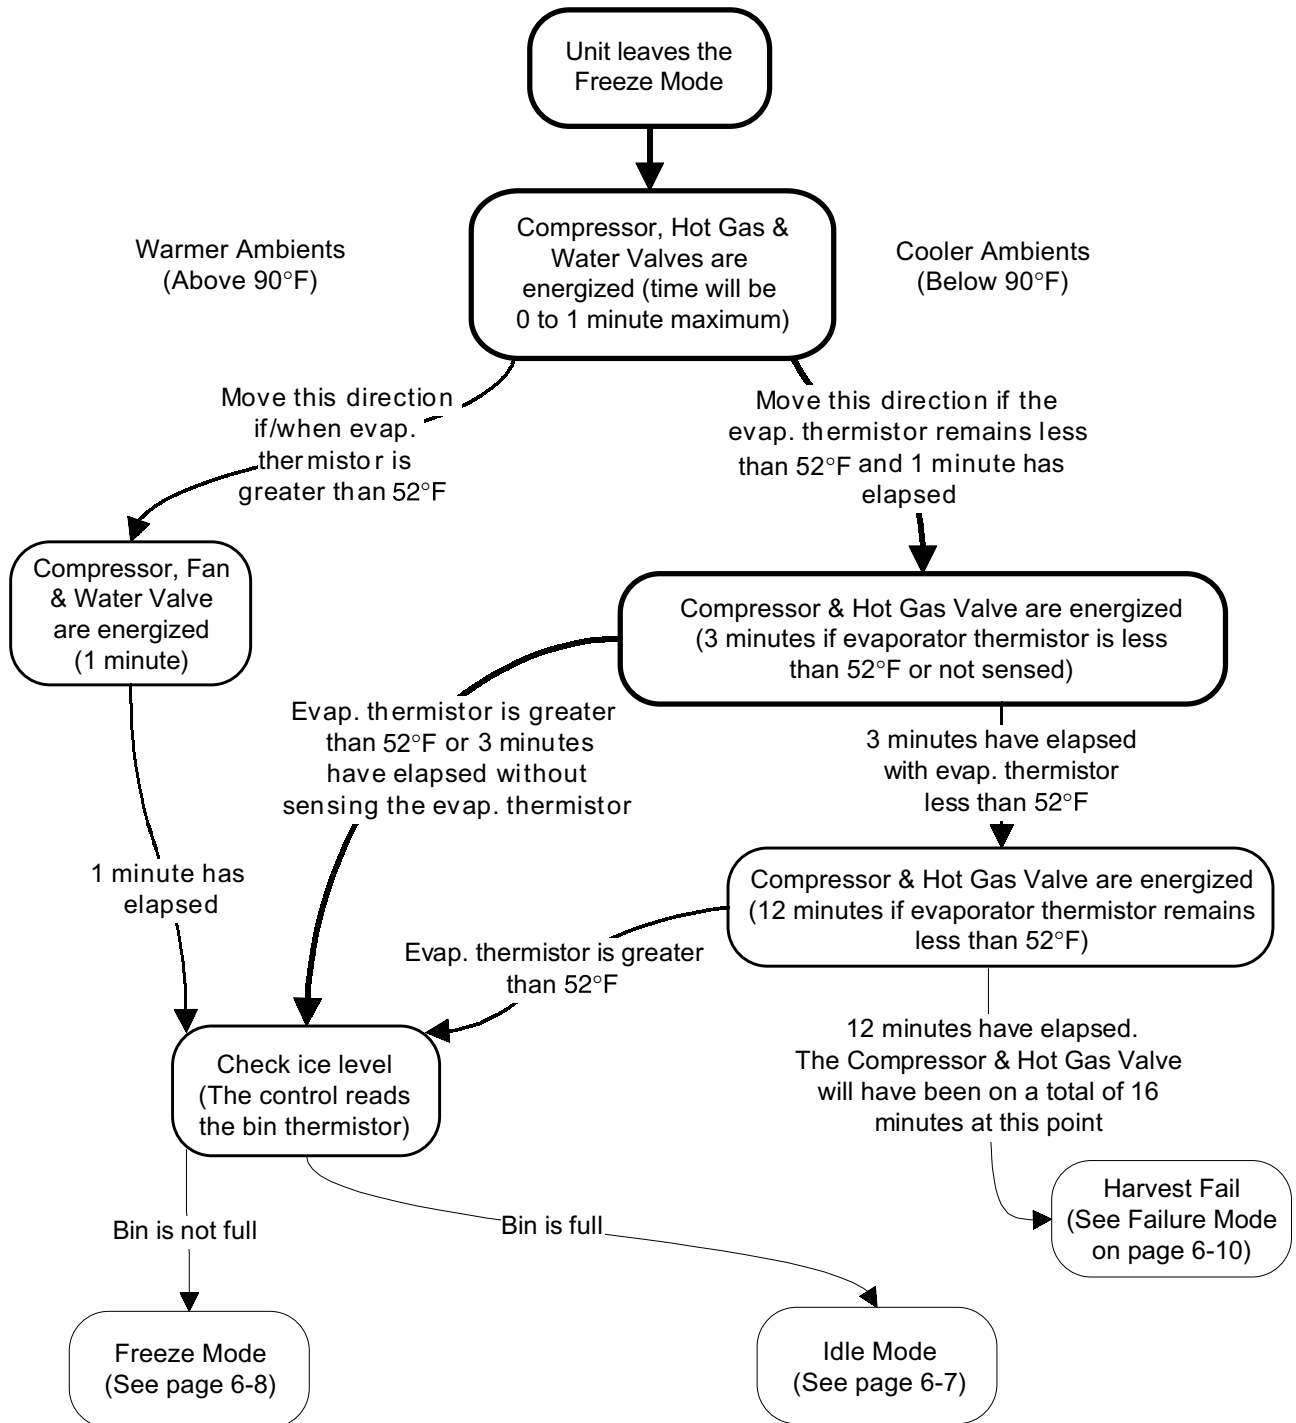 Unit leaves the
Freeze Mode
Warmer Ambients
(Above 90°F)
Compressor, Hot Gas &
Water Valves are
energized (time will be
0 to 1 minute maximum)
Cooler Ambients
(Below 90°F)
Move this direction
if/when evap.
thermistor is
greater than 52°F
Move this direction if the
evap. thermistor remains less
than 52°F and 1 minute has
elapsed
Compressor, Fan
& Water Valve
are energized
(1 minute)
Compressor & Hot Gas Valve are energized
(3 minutes if evaporator thermistor is less
than 52°F or not sensed)
Evap. thermistor is greater
than 52°F or 3 minutes
have elapsed without
sensing the evap. thermistor
3 minutes have elapsed
with evap. thermistor
less than 52°F
1 minute has
elapsed
Compressor & Hot Gas Valve are energized
(12 minutes if evaporator thermistor remains
less than 52°F)
Evap. thermistor is greater
than 52°F
12 minutes have elapsed.
The Compressor & Hot Gas Valve
will have been on a total of 16
minutes at this point
Check ice level
(The control reads
the bin thermistor)
Harvest Fail
(See Failure Mode
on page 6-10)
Bin is not full
Bin is full
Freeze Mode
(See page 6-8)
Idle Mode
(See page 6-7)